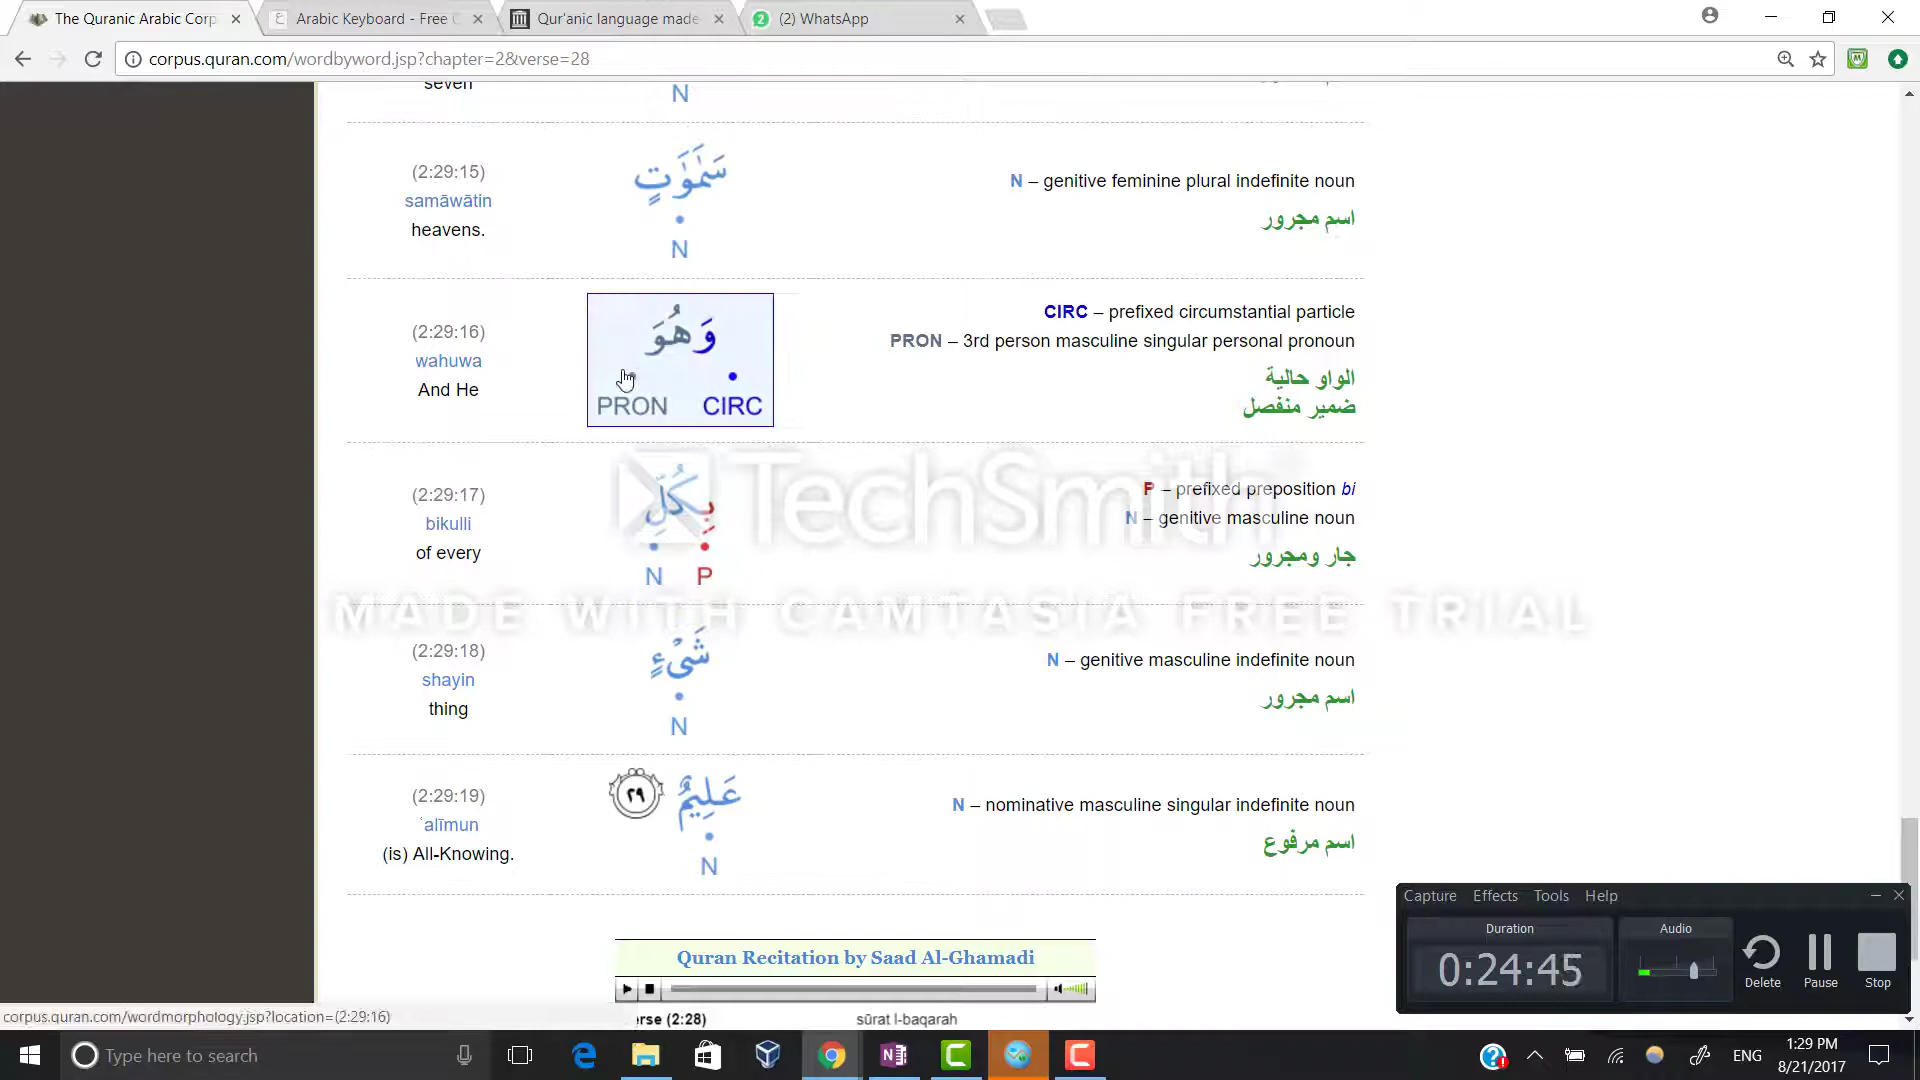 The Quranic Arabic Corp
Arabic Keyboard - Free
Qur'anic language made
(2) WhatsApp
corpus.quran.com/wordbyword.jsp?chapter=2&verse=28
seven
N
(2:29:15)
samāwātin
heavens.
سَمَٰوَٰتٍ
N
N – genitive feminine plural indefinite noun
اسم مجرور
(2:29:16)
wahuwa
And He
وَهُوَ
PRON CIRC
CIRC – prefixed circumstantial particle
PRON – 3rd person masculine singular personal pronoun
الواو حالية
ضمير منفصل
(2:29:17)
bikulli
of every
بِكُلِّ
N P
P – prefixed preposition bi
N – genitive masculine noun
جار ومجرور
TechSmith
MADE WITH CAMTASIA FREE TRIAL
(2:29:18)
shayin
thing
شَىْءٍ
N
N – genitive masculine indefinite noun
اسم مجرور
(2:29:19)
ʿalīmun
(is) All-Knowing.
عَلِيمٌ ٢٩
N
N – nominative masculine singular indefinite noun
اسم مرفوع
Quran Recitation by Saad Al-Ghamadi
erse (2:28) sūrat l-baqarah
corpus.quran.com/wordmorphology.jsp?location=(2:29:16)
Capture Effects Tools Help
Duration
0:24:45
Audio
Delete Pause Stop
Type here to search
ENG
1:29 PM
8/21/2017